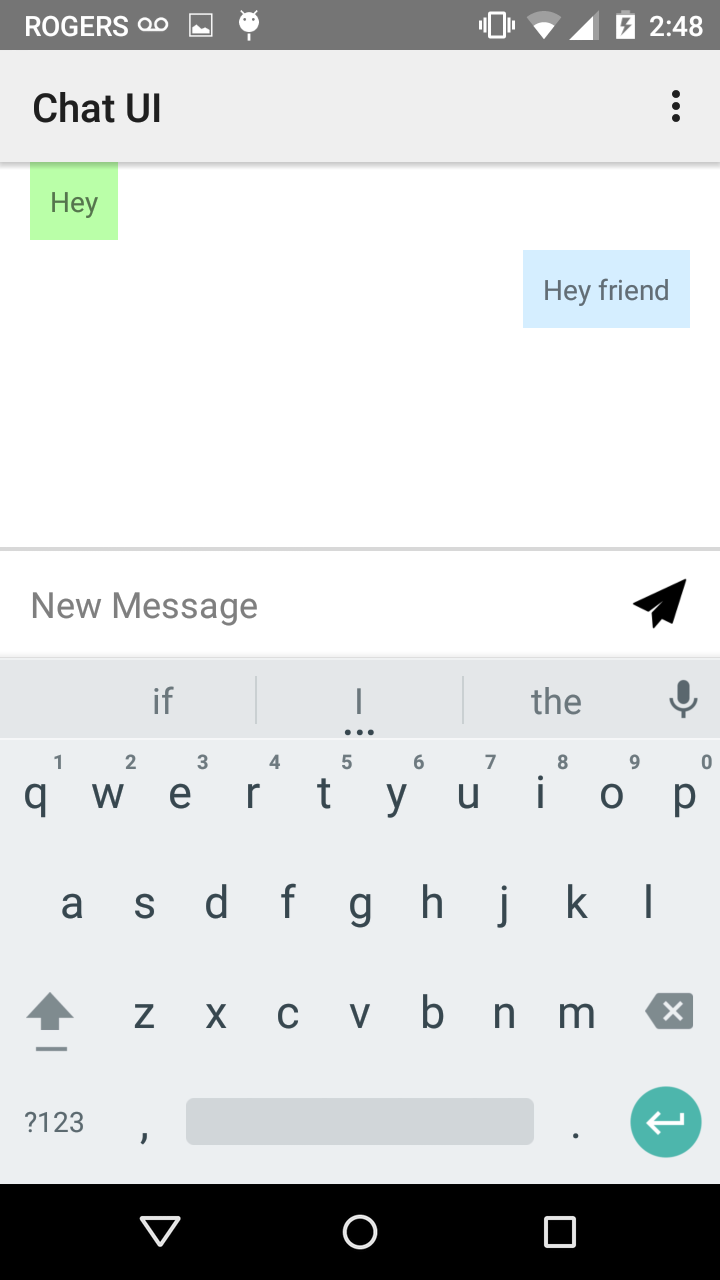 ROGERS 2:48
Chat UI
Hey
Hey friend
New Message
if I the
1 2 3 4 5 6 7 8 9 0
q w e r t y u i o p
a s d f g h j k l
z x c v b n m
?123 , .